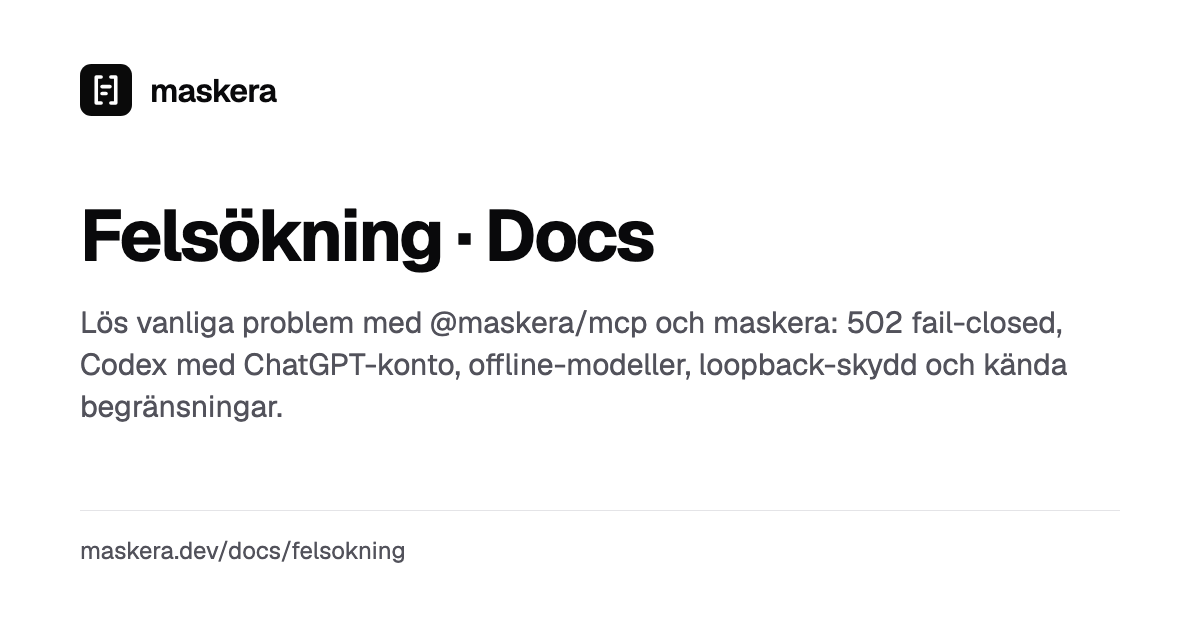 maskera
Felsökning · Docs
Lös vanliga problem med @maskera/mcp och maskera: 502 fail-closed,
Codex med ChatGPT-konto, offline-modeller, loopback-skydd och kända
begränsningar.
maskera.dev/docs/felsokning